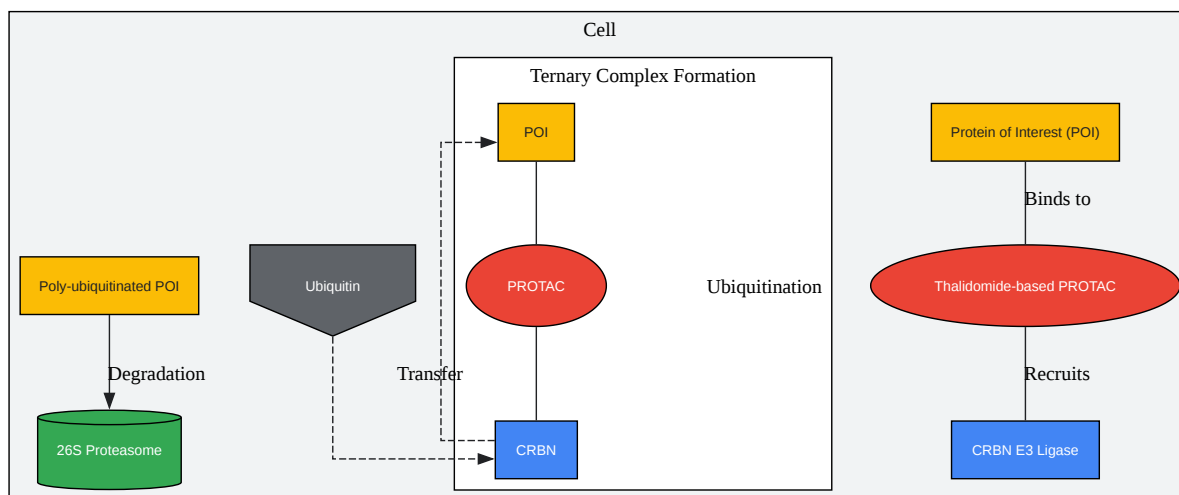 Cell
Ternary Complex Formation
POI
Protein of Interest (POI)
Binds to
Poly-ubiquitinated POI
Ubiquitin
PROTAC
Ubiquitination
Thalidomide-based PROTAC
Degradation
Transfer
Recruits
26S Proteasome
CRBN
CRBN E3 Ligase